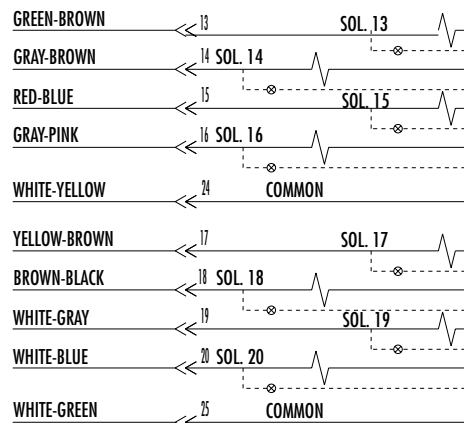 GREEN-BROWN 13 SOL. 13
GRAY-BROWN 14 SOL. 14
RED-BLUE 15 SOL. 15
GRAY-PINK 16 SOL. 16
WHITE-YELLOW 24 COMMON
YELLOW-BROWN 17 SOL. 17
BROWN-BLACK 18 SOL. 18
WHITE-GRAY 19 SOL. 19
WHITE-BLUE 20 SOL. 20
WHITE-GREEN 25 COMMON